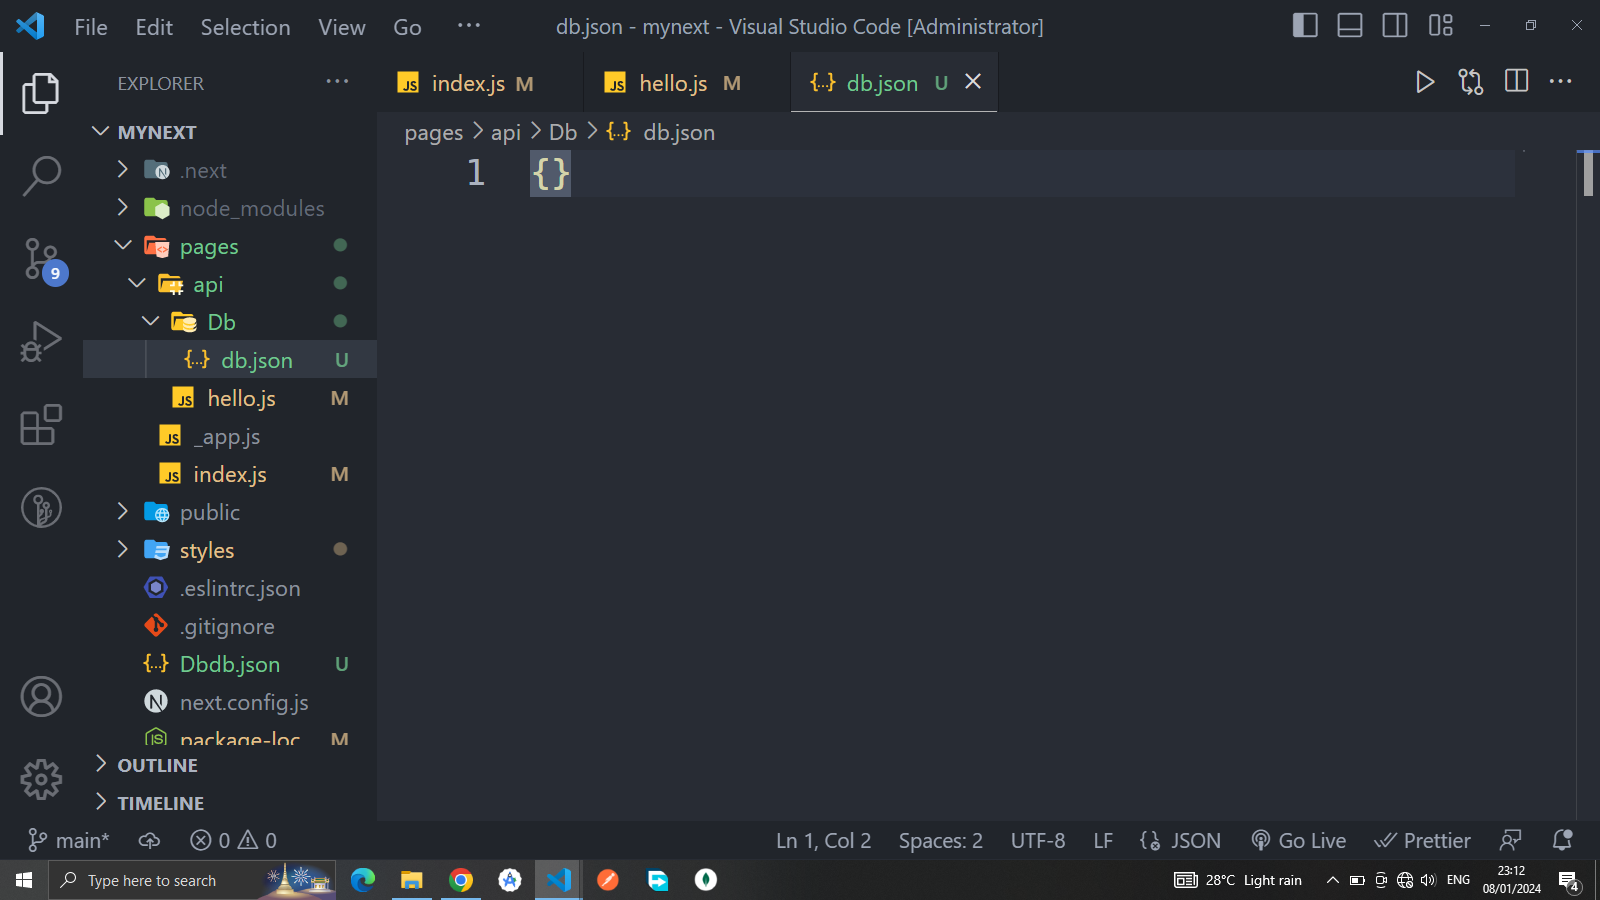 File Edit Selection View Go ··· db.json - mynext - Visual Studio Code [Administrator]
EXPLORER ···
index.js M hello.js M {..} db.json U
MYNEXT
pages > api > Db > {..} db.json
1 {}
.next
node_modules
pages
api
Db
{..} db.json U
JS hello.js M
JS _app.js
JS index.js M
public
styles
.eslintrc.json
.gitignore
{..} Dbdb.json U
N next.config.js
JS package-loc M
OUTLINE
TIMELINE
9
main* 0 0 Ln 1, Col 2 Spaces: 2 UTF-8 LF JSON Go Live Prettier
Type here to search 28°C Light rain ENG 23:12
08/01/2024 4